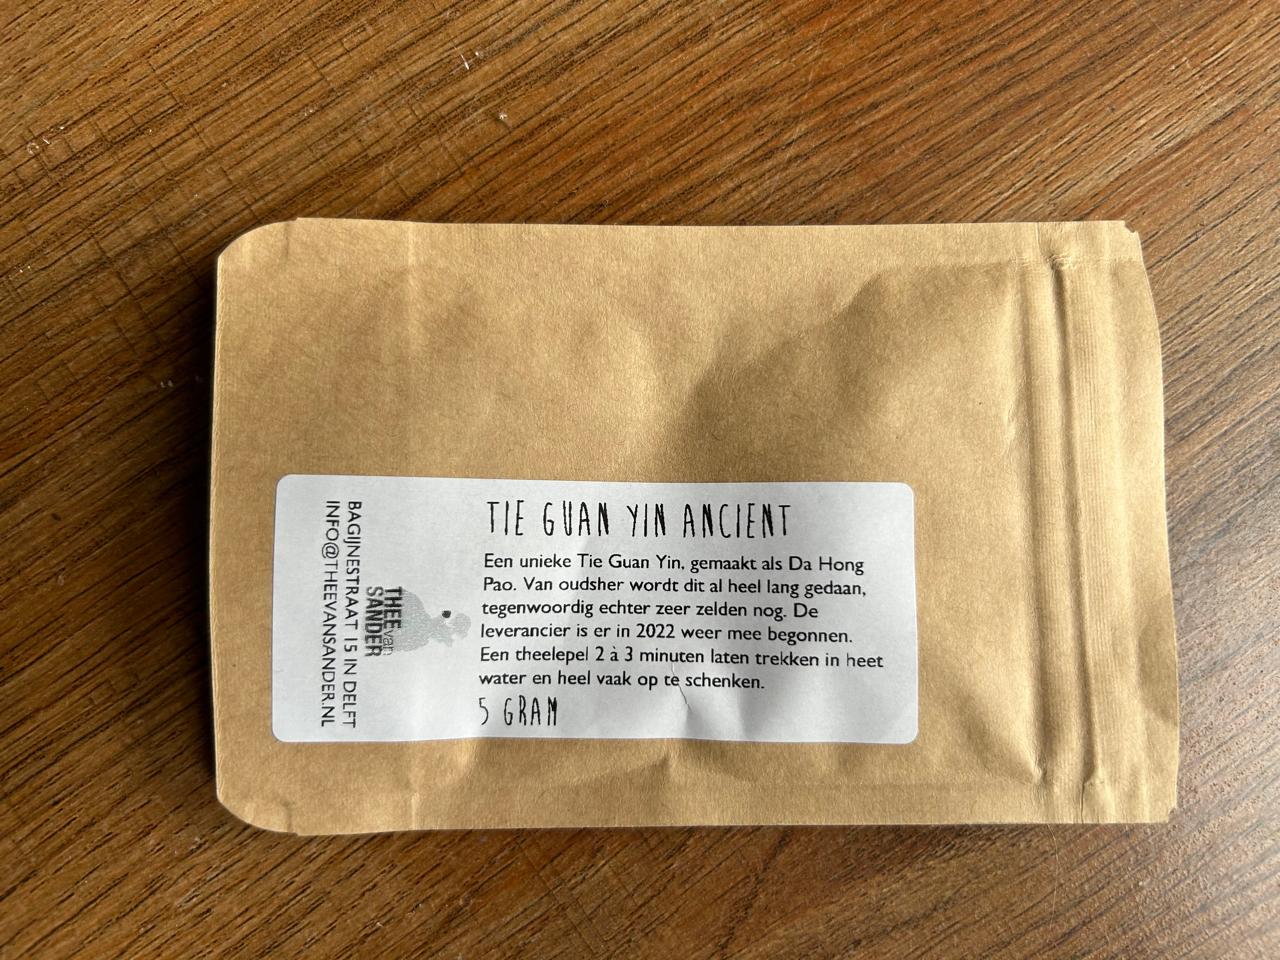 TIE GUAN YIN ANCIENT
Een unieke Tie Guan Yin, gemaakt als Da Hong
Pao. Van oudsher wordt dit al heel lang gedaan,
tegenwoordig echter zeer zelden nog. De
leverancier is er in 2022 weer mee begonnen.
Een theelepel 2 à 3 minuten laten trekken in heet
water en heel vaak op te schenken.
5 GRAM
THEE van
SANDER
BAGIJNESTRAAT 15 IN DELFT
INFO@THEEVANSANDER.NL